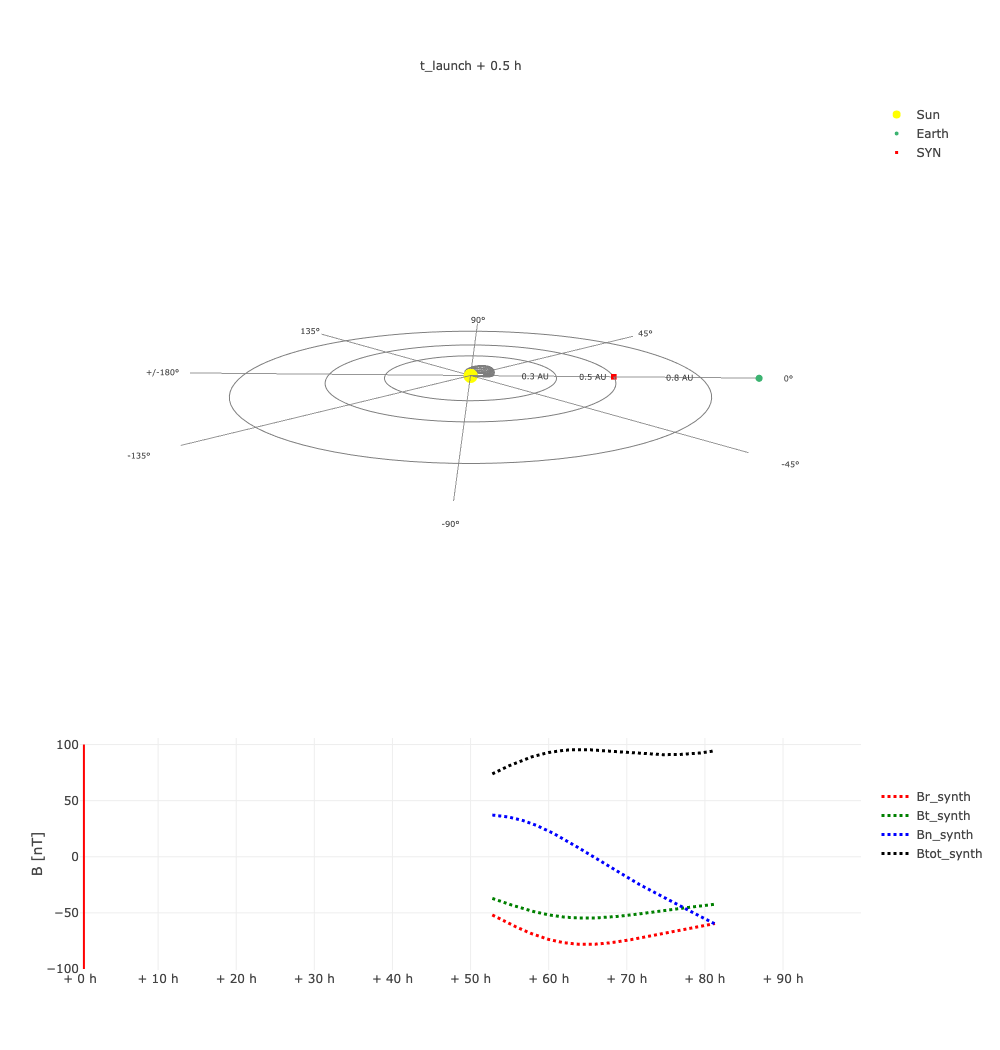 t_launch + 0.5 h
Sun
Earth
SYN
90°
135°
45°
+/-180°
0.3 AU
0.5 AU
0.8 AU
0°
-135°
-45°
-90°
100
50
0
−50
−100
B [nT]
+ 0 h
+ 10 h
+ 20 h
+ 30 h
+ 40 h
+ 50 h
+ 60 h
+ 70 h
+ 80 h
+ 90 h
Br_synth
Bt_synth
Bn_synth
Btot_synth